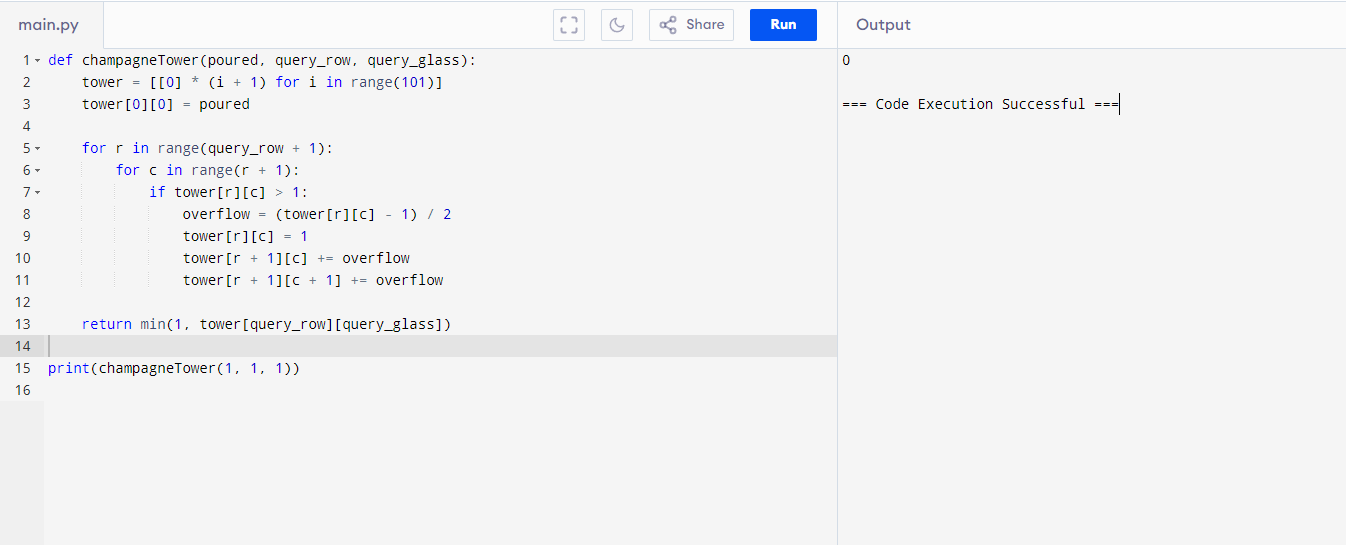 main.py
Share
Run
Output
1 def champagneTower(poured, query_row, query_glass):
2     tower = [[0] * (i + 1) for i in range(101)]
3     tower[0][0] = poured
4
5     for r in range(query_row + 1):
6         for c in range(r + 1):
7             if tower[r][c] > 1:
8                 overflow = (tower[r][c] - 1) / 2
9                 tower[r][c] = 1
10                 tower[r + 1][c] += overflow
11                 tower[r + 1][c + 1] += overflow
12
13     return min(1, tower[query_row][query_glass])
14
15 print(champagneTower(1, 1, 1))
16
0
=== Code Execution Successful ===